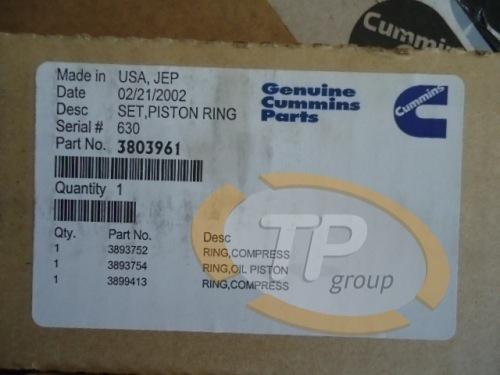 Cummins
Made in USA, JEP
Date 02/21/2002
Desc SET,PISTON RING
Serial # 630
Part No. 3803961
Quantity 1
Genuine
Cummins
Parts
Cummins
Qty. Part No. Desc
1 3893752 RING,COMPRESS
1 3893754 RING,OIL PISTON
1 3899413 RING,COMPRESS
TP
group